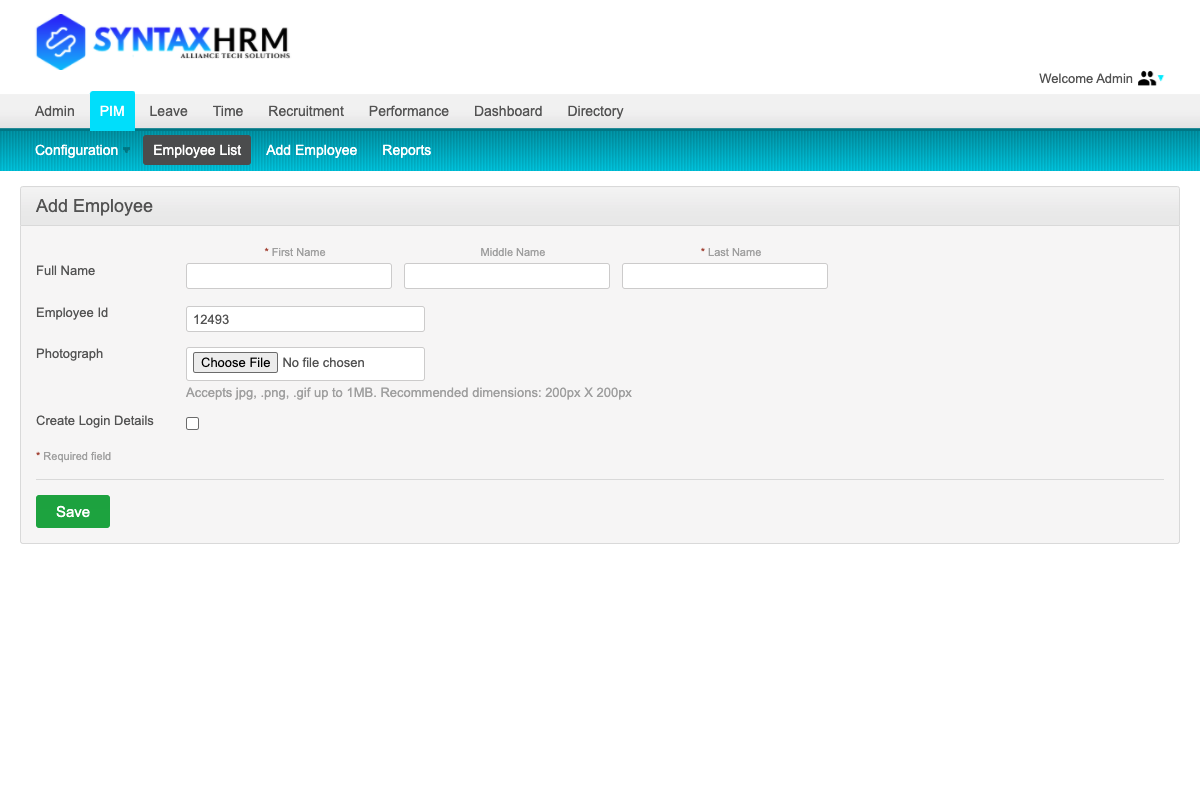 SYNTAXHRM
ALLIANCE TECH SOLUTIONS
Welcome Admin
Admin PIM Leave Time Recruitment Performance Dashboard Directory
Configuration Employee List Add Employee Reports
Add Employee
* First Name Middle Name * Last Name
Full Name
Employee Id 12493
Photograph Choose File No file chosen
Accepts jpg, .png, .gif up to 1MB. Recommended dimensions: 200px X 200px
Create Login Details
* Required field
Save